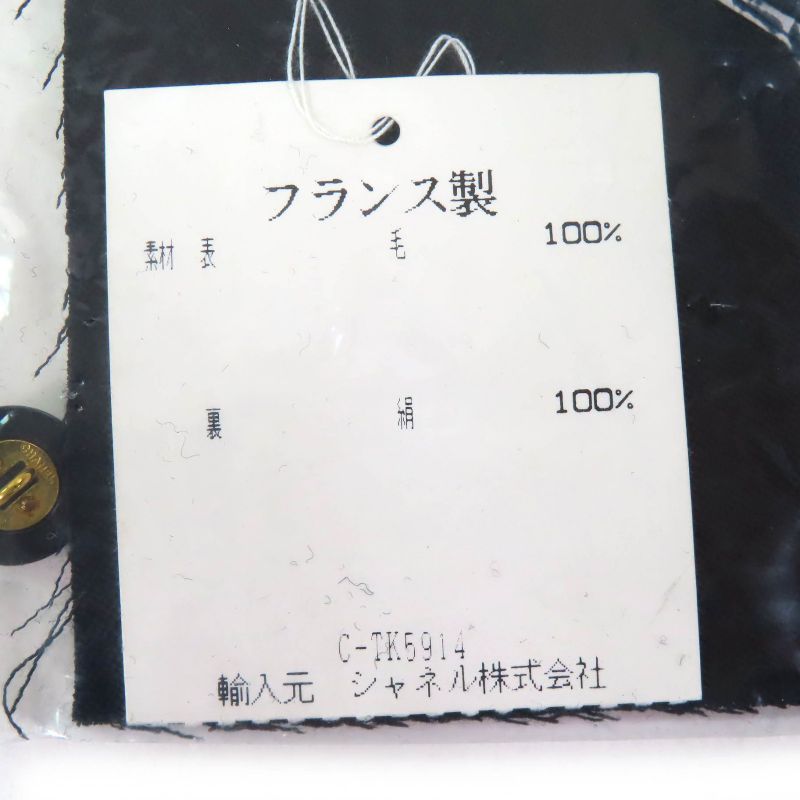 フランス製
素材 表 毛 100%
裏 絹 100%
C-TK5914
輸入元 シャネル株式会社